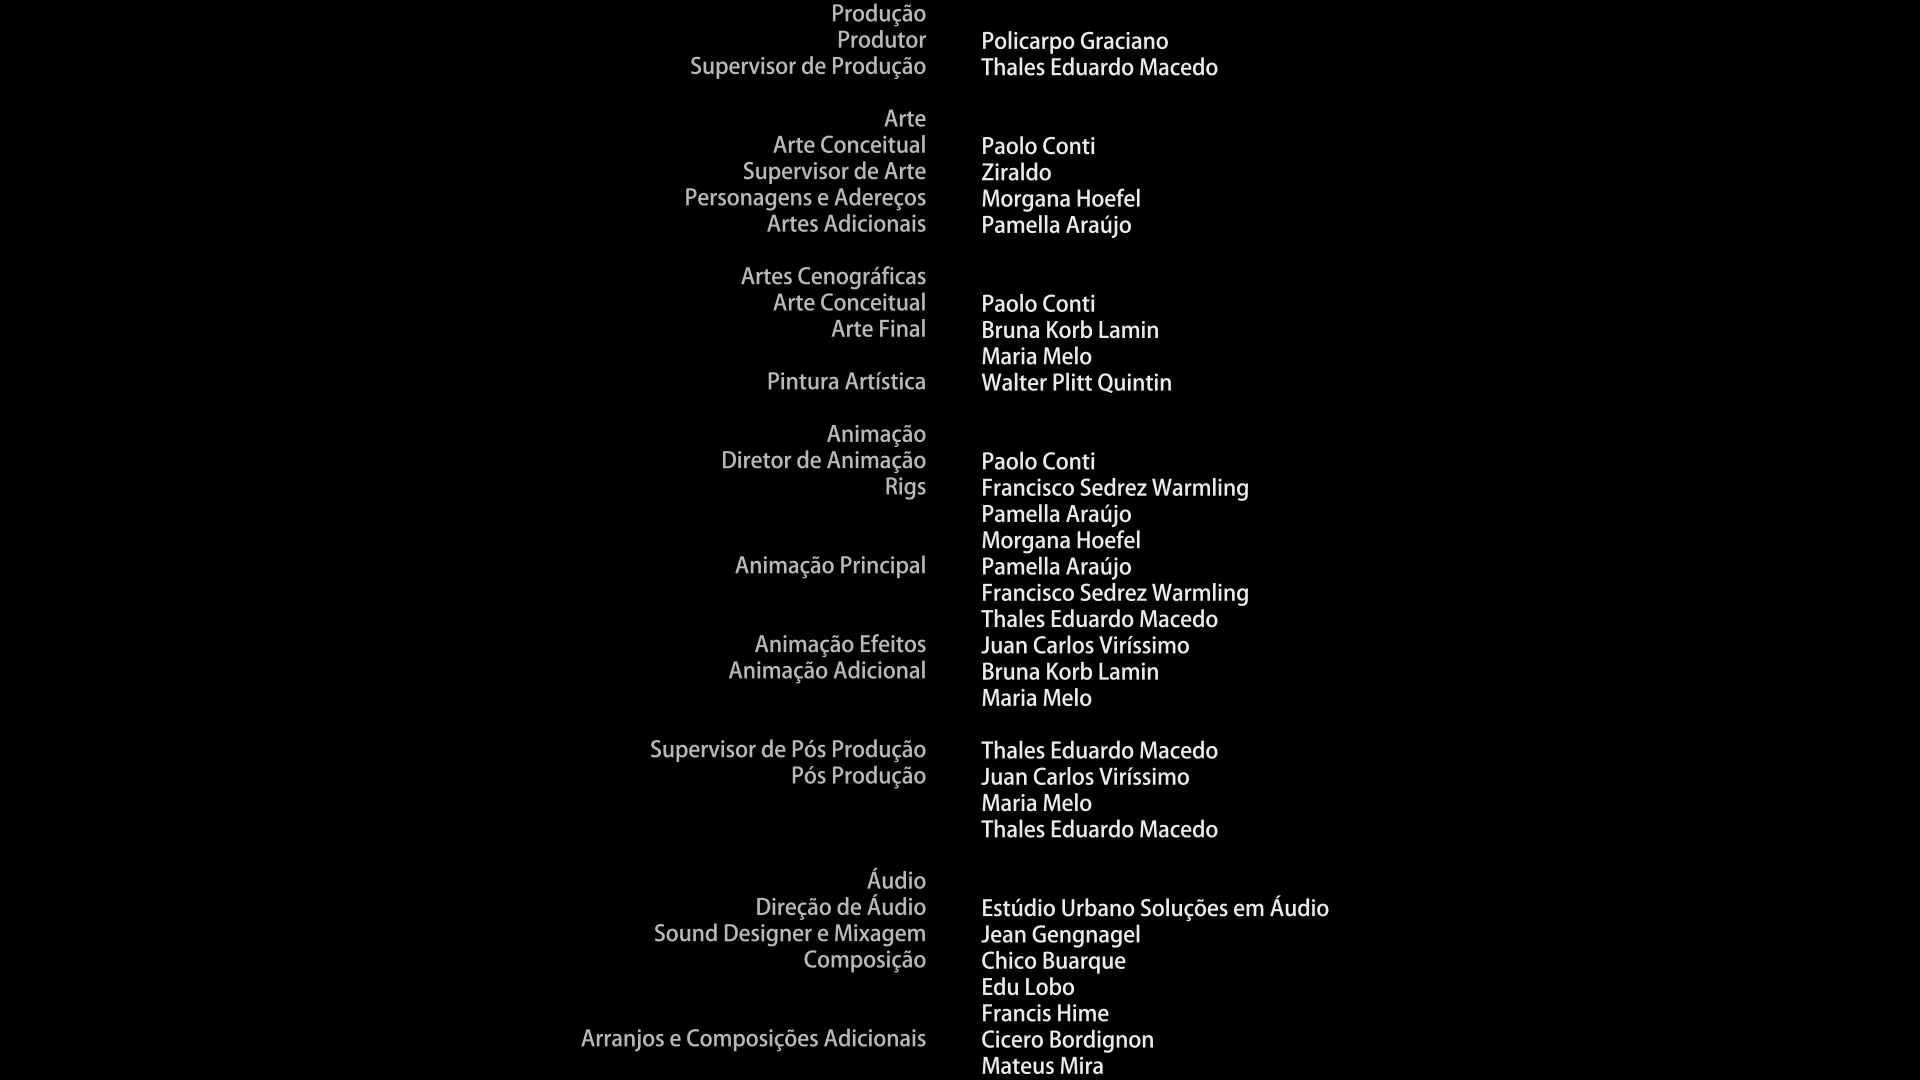 Produção
Produtor Policarpo Graciano
Supervisor de Produção Thales Eduardo Macedo
Arte
Arte Conceitual Paolo Conti
Supervisor de Arte Ziraldo
Personagens e Adereços Morgana Hoefel
Artes Adicionais Pamella Araújo
Artes Cenográficas
Arte Conceitual Paolo Conti
Arte Final Bruna Korb Lamin
Maria Melo
Pintura Artística Walter Plitt Quintin
Animação
Diretor de Animação Paolo Conti
Rigs Francisco Sedrez Warmling
Pamella Araújo
Morgana Hoefel
Animação Principal Pamella Araújo
Francisco Sedrez Warmling
Thales Eduardo Macedo
Animação Efeitos Juan Carlos Viríssimo
Animação Adicional Bruna Korb Lamin
Maria Melo
Supervisor de Pós Produção Thales Eduardo Macedo
Pós Produção Juan Carlos Viríssimo
Maria Melo
Thales Eduardo Macedo
Áudio
Direção de Áudio Estúdio Urbano Soluções em Áudio
Sound Designer e Mixagem Jean Gengnagel
Composição Chico Buarque
Edu Lobo
Francis Hime
Arranjos e Composições Adicionais Cicero Bordignon
Mateus Mira